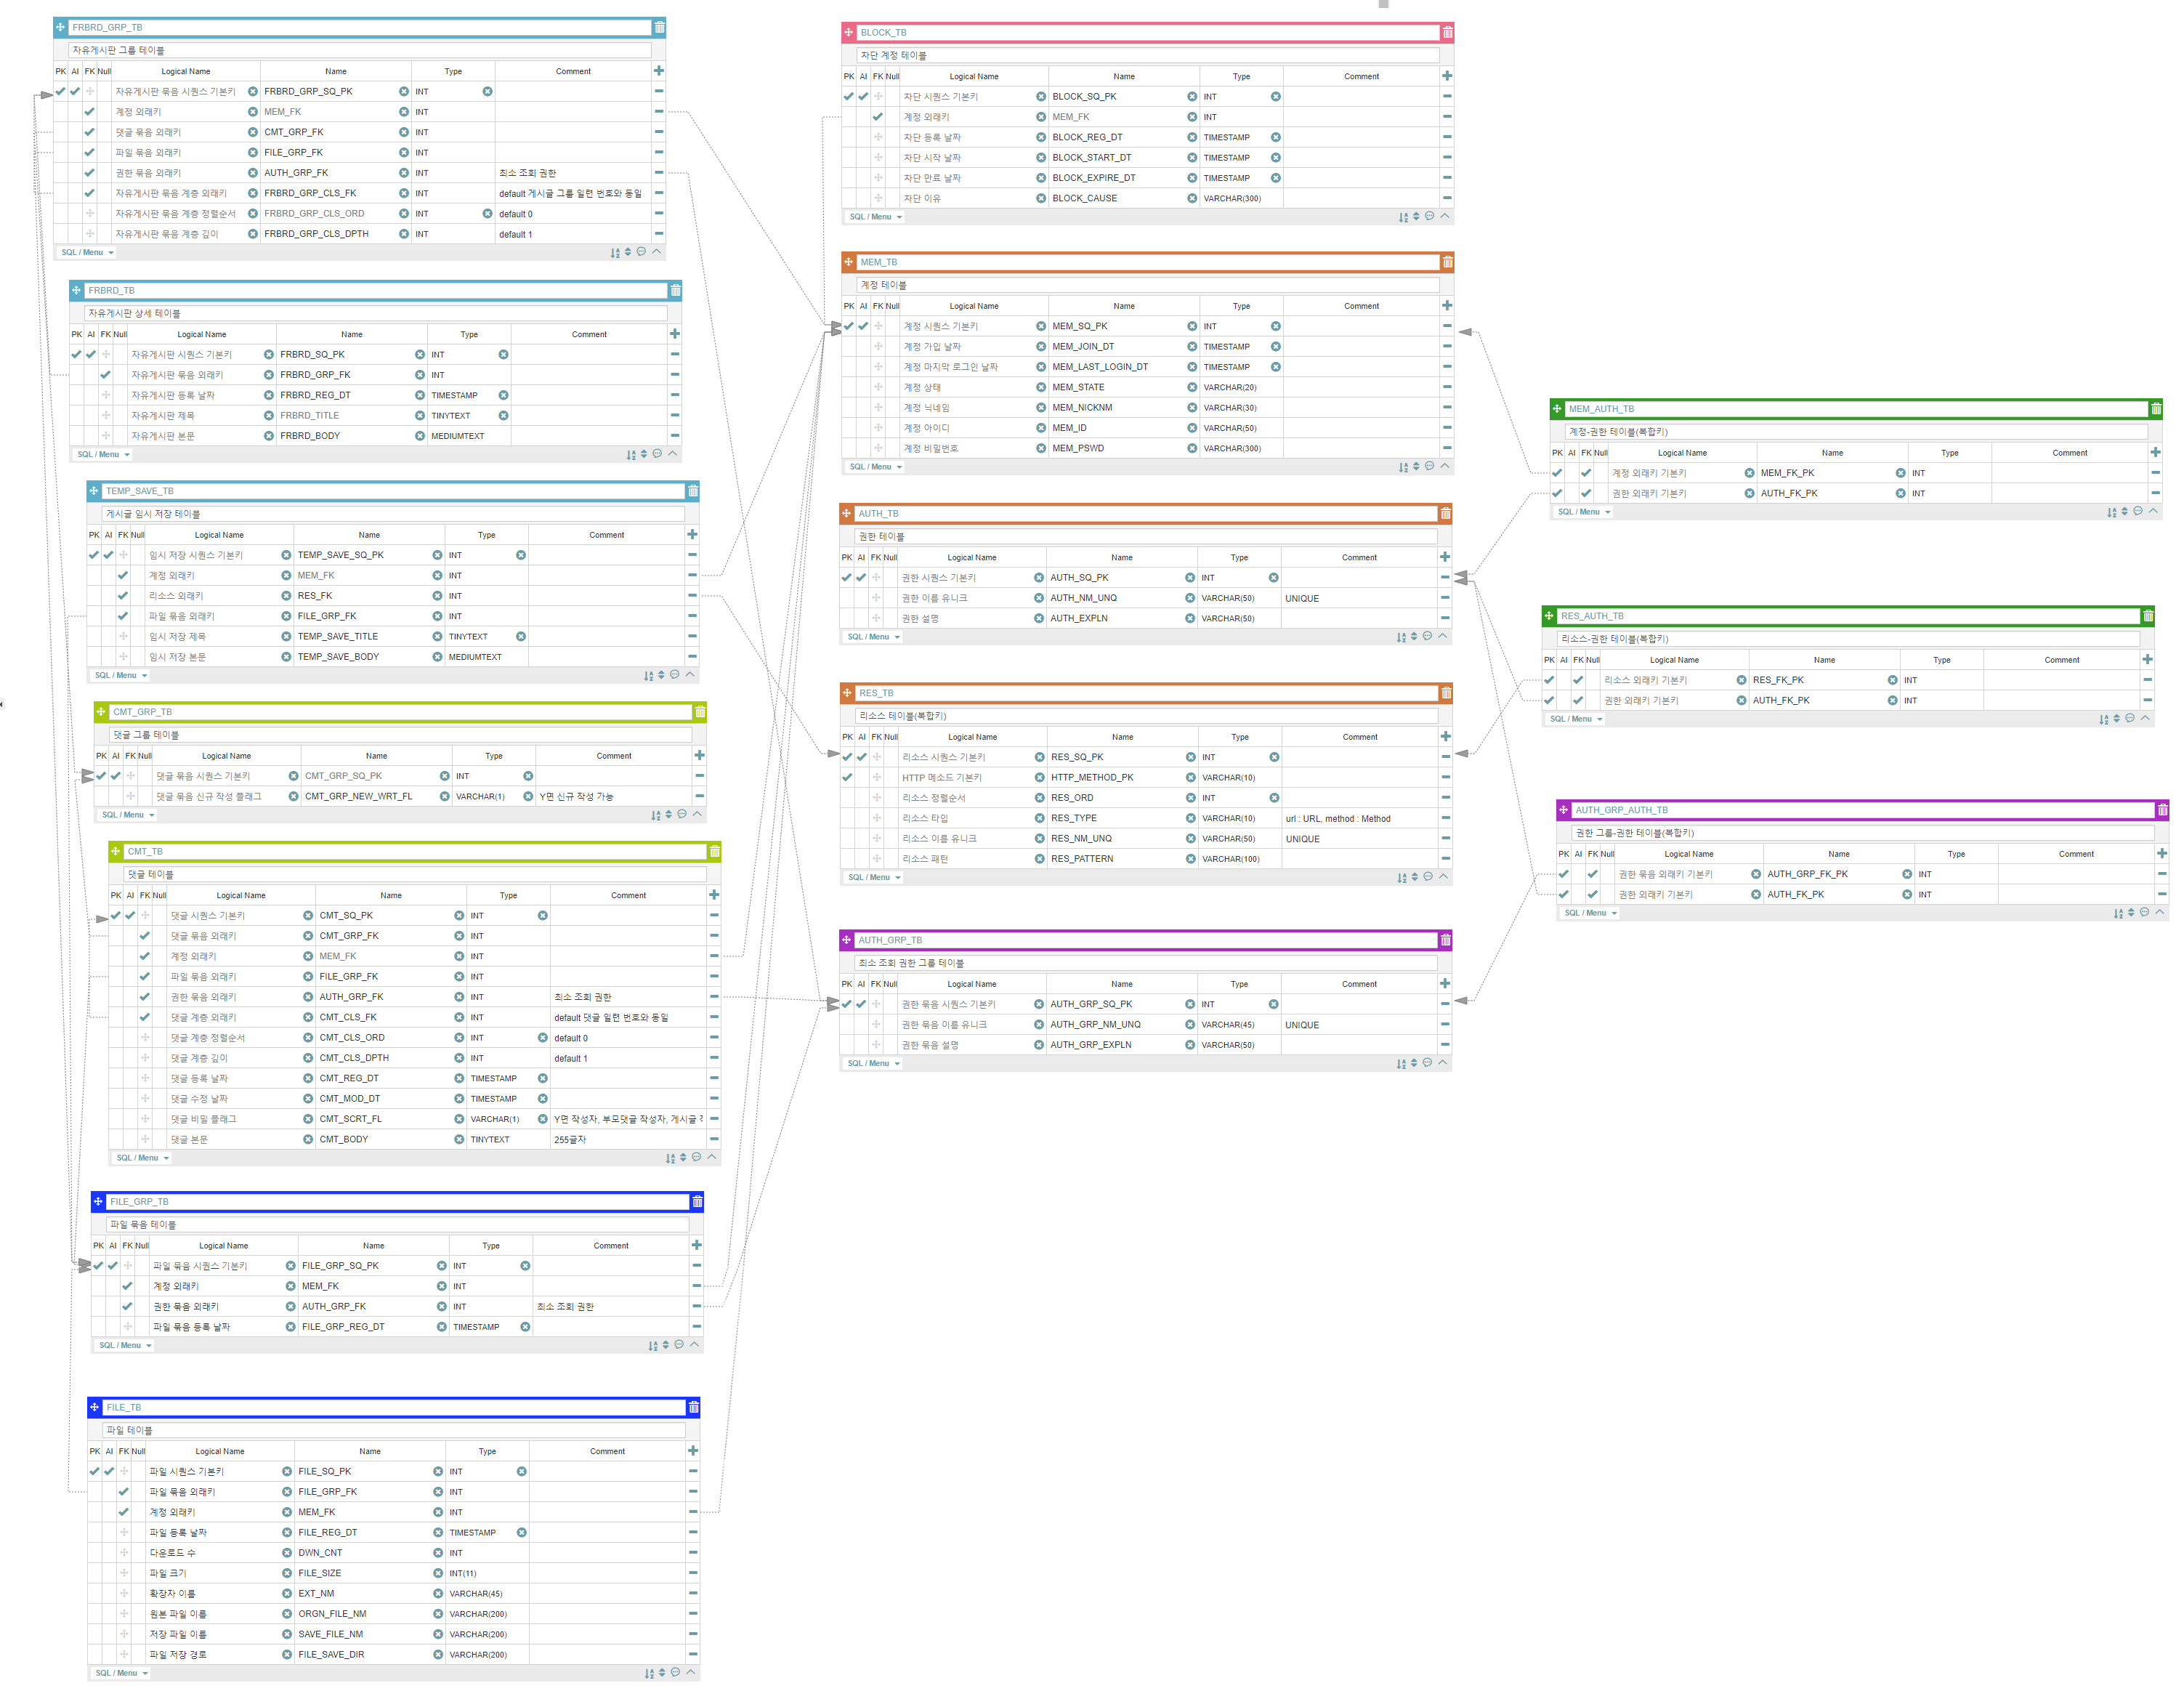 FRBRD_GRP_TB
자유게시판 그룹 테이블
PK AI FK Null Logical Name Name Type Comment
자유게시판 묶음 시퀀스 기본키 FRBRD_GRP_SQ_PK INT
계정 외래키 MEM_FK INT
댓글 묶음 외래키 CMT_GRP_FK INT
파일 묶음 외래키 FILE_GRP_FK INT
권한 묶음 외래키 AUTH_GRP_FK INT 최소 조회 권한
자유게시판 묶음 계층 외래키 FRBRD_GRP_CLS_FK INT default 게시글 그룹 일련 번호와 동일
자유게시판 묶음 계층 정렬순서 FRBRD_GRP_CLS_ORD INT default 0
자유게시판 묶음 계층 깊이 FRBRD_GRP_CLS_DPTH INT default 1
SQL / Menu
FRBRD_TB
자유게시판 상세 테이블
PK AI FK Null Logical Name Name Type Comment
자유게시판 시퀀스 기본키 FRBRD_SQ_PK INT
자유게시판 묶음 외래키 FRBRD_GRP_FK INT
자유게시판 등록 날짜 FRBRD_REG_DT TIMESTAMP
자유게시판 제목 FRBRD_TITLE TINYTEXT
자유게시판 본문 FRBRD_BODY MEDIUMTEXT
SQL / Menu
TEMP_SAVE_TB
게시글 임시 저장 테이블
PK AI FK Null Logical Name Name Type Comment
임시 저장 시퀀스 기본키 TEMP_SAVE_SQ_PK INT
계정 외래키 MEM_FK INT
리소스 외래키 RES_FK INT
파일 묶음 외래키 FILE_GRP_FK INT
임시 저장 제목 TEMP_SAVE_TITLE TINYTEXT
임시 저장 본문 TEMP_SAVE_BODY MEDIUMTEXT
SQL / Menu
CMT_GRP_TB
댓글 그룹 테이블
PK AI FK Null Logical Name Name Type Comment
댓글 묶음 시퀀스 기본키 CMT_GRP_SQ_PK INT
댓글 묶음 신규 작성 플래그 CMT_GRP_NEW_WRT_FL VARCHAR(1) Y면 신규 작성 가능
SQL / Menu
CMT_TB
댓글 테이블
PK AI FK Null Logical Name Name Type Comment
댓글 시퀀스 기본키 CMT_SQ_PK INT
댓글 묶음 외래키 CMT_GRP_FK INT
계정 외래키 MEM_FK INT
파일 묶음 외래키 FILE_GRP_FK INT
권한 묶음 외래키 AUTH_GRP_FK INT 최소 조회 권한
댓글 계층 외래키 CMT_CLS_FK INT default 댓글 일련 번호와 동일
댓글 계층 정렬순서 CMT_CLS_ORD INT default 0
댓글 계층 깊이 CMT_CLS_DPTH INT default 1
댓글 등록 날짜 CMT_REG_DT TIMESTAMP
댓글 수정 날짜 CMT_MOD_DT TIMESTAMP
댓글 비밀 플래그 CMT_SCRT_FL VARCHAR(1) Y면 작성자, 부모댓글 작성자, 게시글
댓글 본문 CMT_BODY TINYTEXT 255글자
SQL / Menu
FILE_GRP_TB
파일 묶음 테이블
PK AI FK Null Logical Name Name Type Comment
파일 묶음 시퀀스 기본키 FILE_GRP_SQ_PK INT
계정 외래키 MEM_FK INT
권한 묶음 외래키 AUTH_GRP_FK INT 최소 조회 권한
파일 묶음 등록 날짜 FILE_GRP_REG_DT TIMESTAMP
SQL / Menu
FILE_TB
파일 테이블
PK AI FK Null Logical Name Name Type Comment
파일 시퀀스 기본키 FILE_SQ_PK INT
파일 묶음 외래키 FILE_GRP_FK INT
계정 외래키 MEM_FK INT
파일 등록 날짜 FILE_REG_DT TIMESTAMP
다운로드 수 DWN_CNT INT
파일 크기 FILE_SIZE INT(11)
확장자 이름 EXT_NM VARCHAR(45)
원본 파일 이름 ORGN_FILE_NM VARCHAR(200)
저장 파일 이름 SAVE_FILE_NM VARCHAR(200)
파일 저장 경로 FILE_SAVE_DIR VARCHAR(200)
SQL / Menu
BLOCK_TB
차단 계정 테이블
PK AI FK Null Logical Name Name Type Comment
차단 시퀀스 기본키 BLOCK_SQ_PK INT
계정 외래키 MEM_FK INT
차단 등록 날짜 BLOCK_REG_DT TIMESTAMP
차단 시작 날짜 BLOCK_START_DT TIMESTAMP
차단 만료 날짜 BLOCK_EXPIRE_DT TIMESTAMP
차단 이유 BLOCK_CAUSE VARCHAR(300)
SQL / Menu
MEM_TB
계정 테이블
PK AI FK Null Logical Name Name Type Comment
계정 시퀀스 기본키 MEM_SQ_PK INT
계정 가입 날짜 MEM_JOIN_DT TIMESTAMP
계정 마지막 로그인 날짜 MEM_LAST_LOGIN_DT TIMESTAMP
계정 상태 MEM_STATE VARCHAR(20)
계정 닉네임 MEM_NICKNM VARCHAR(30)
계정 아이디 MEM_ID VARCHAR(50)
계정 비밀번호 MEM_PSWD VARCHAR(300)
SQL / Menu
AUTH_TB
권한 테이블
PK AI FK Null Logical Name Name Type Comment
권한 시퀀스 기본키 AUTH_SQ_PK INT
권한 이름 유니크 AUTH_NM_UNQ VARCHAR(50) UNIQUE
권한 설명 AUTH_EXPLN VARCHAR(50)
SQL / Menu
RES_TB
리소스 테이블(복합키)
PK AI FK Null Logical Name Name Type Comment
리소스 시퀀스 기본키 RES_SQ_PK INT
HTTP 메소드 기본키 HTTP_METHOD_PK VARCHAR(10)
리소스 정렬순서 RES_ORD INT
리소스 타입 RES_TYPE VARCHAR(10) url : URL, method : Method
리소스 이름 유니크 RES_NM_UNQ VARCHAR(50) UNIQUE
리소스 패턴 RES_PATTERN VARCHAR(100)
SQL / Menu
AUTH_GRP_TB
최소 조회 권한 그룹 테이블
PK AI FK Null Logical Name Name Type Comment
권한 묶음 시퀀스 기본키 AUTH_GRP_SQ_PK INT
권한 묶음 이름 유니크 AUTH_GRP_NM_UNQ VARCHAR(45) UNIQUE
권한 묶음 설명 AUTH_GRP_EXPLN VARCHAR(50)
SQL / Menu
MEM_AUTH_TB
계정-권한 테이블(복합키)
PK AI FK Null Logical Name Name Type Comment
계정 외래키 기본키 MEM_FK_PK INT
권한 외래키 기본키 AUTH_FK_PK INT
SQL / Menu
RES_AUTH_TB
리소스-권한 테이블(복합키)
PK AI FK Null Logical Name Name Type Comment
리소스 외래키 기본키 RES_FK_PK INT
권한 외래키 기본키 AUTH_FK_PK INT
SQL / Menu
AUTH_GRP_AUTH_TB
권한 그룹-권한 테이블(복합키)
PK AI FK Null Logical Name Name Type Comment
권한 묶음 외래키 기본키 AUTH_GRP_FK_PK INT
권한 외래키 기본키 AUTH_FK_PK INT
SQL / Menu